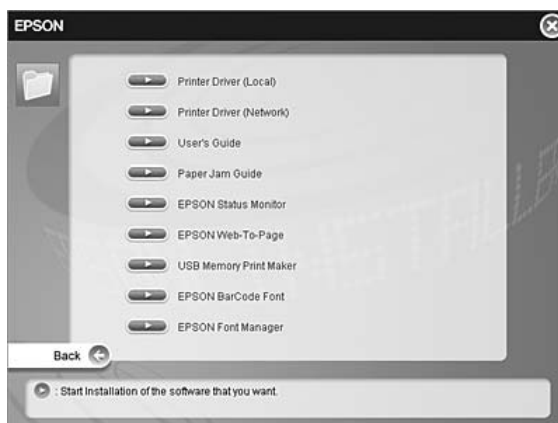 EPSON
Printer Driver (Local)
Printer Driver (Network)
User's Guide
Paper Jam Guide
EPSON Status Monitor
EPSON Web-To-Page
USB Memory Print Maker
EPSON BarCode Font
EPSON Font Manager
Back
: Start Installation of the software that you want.